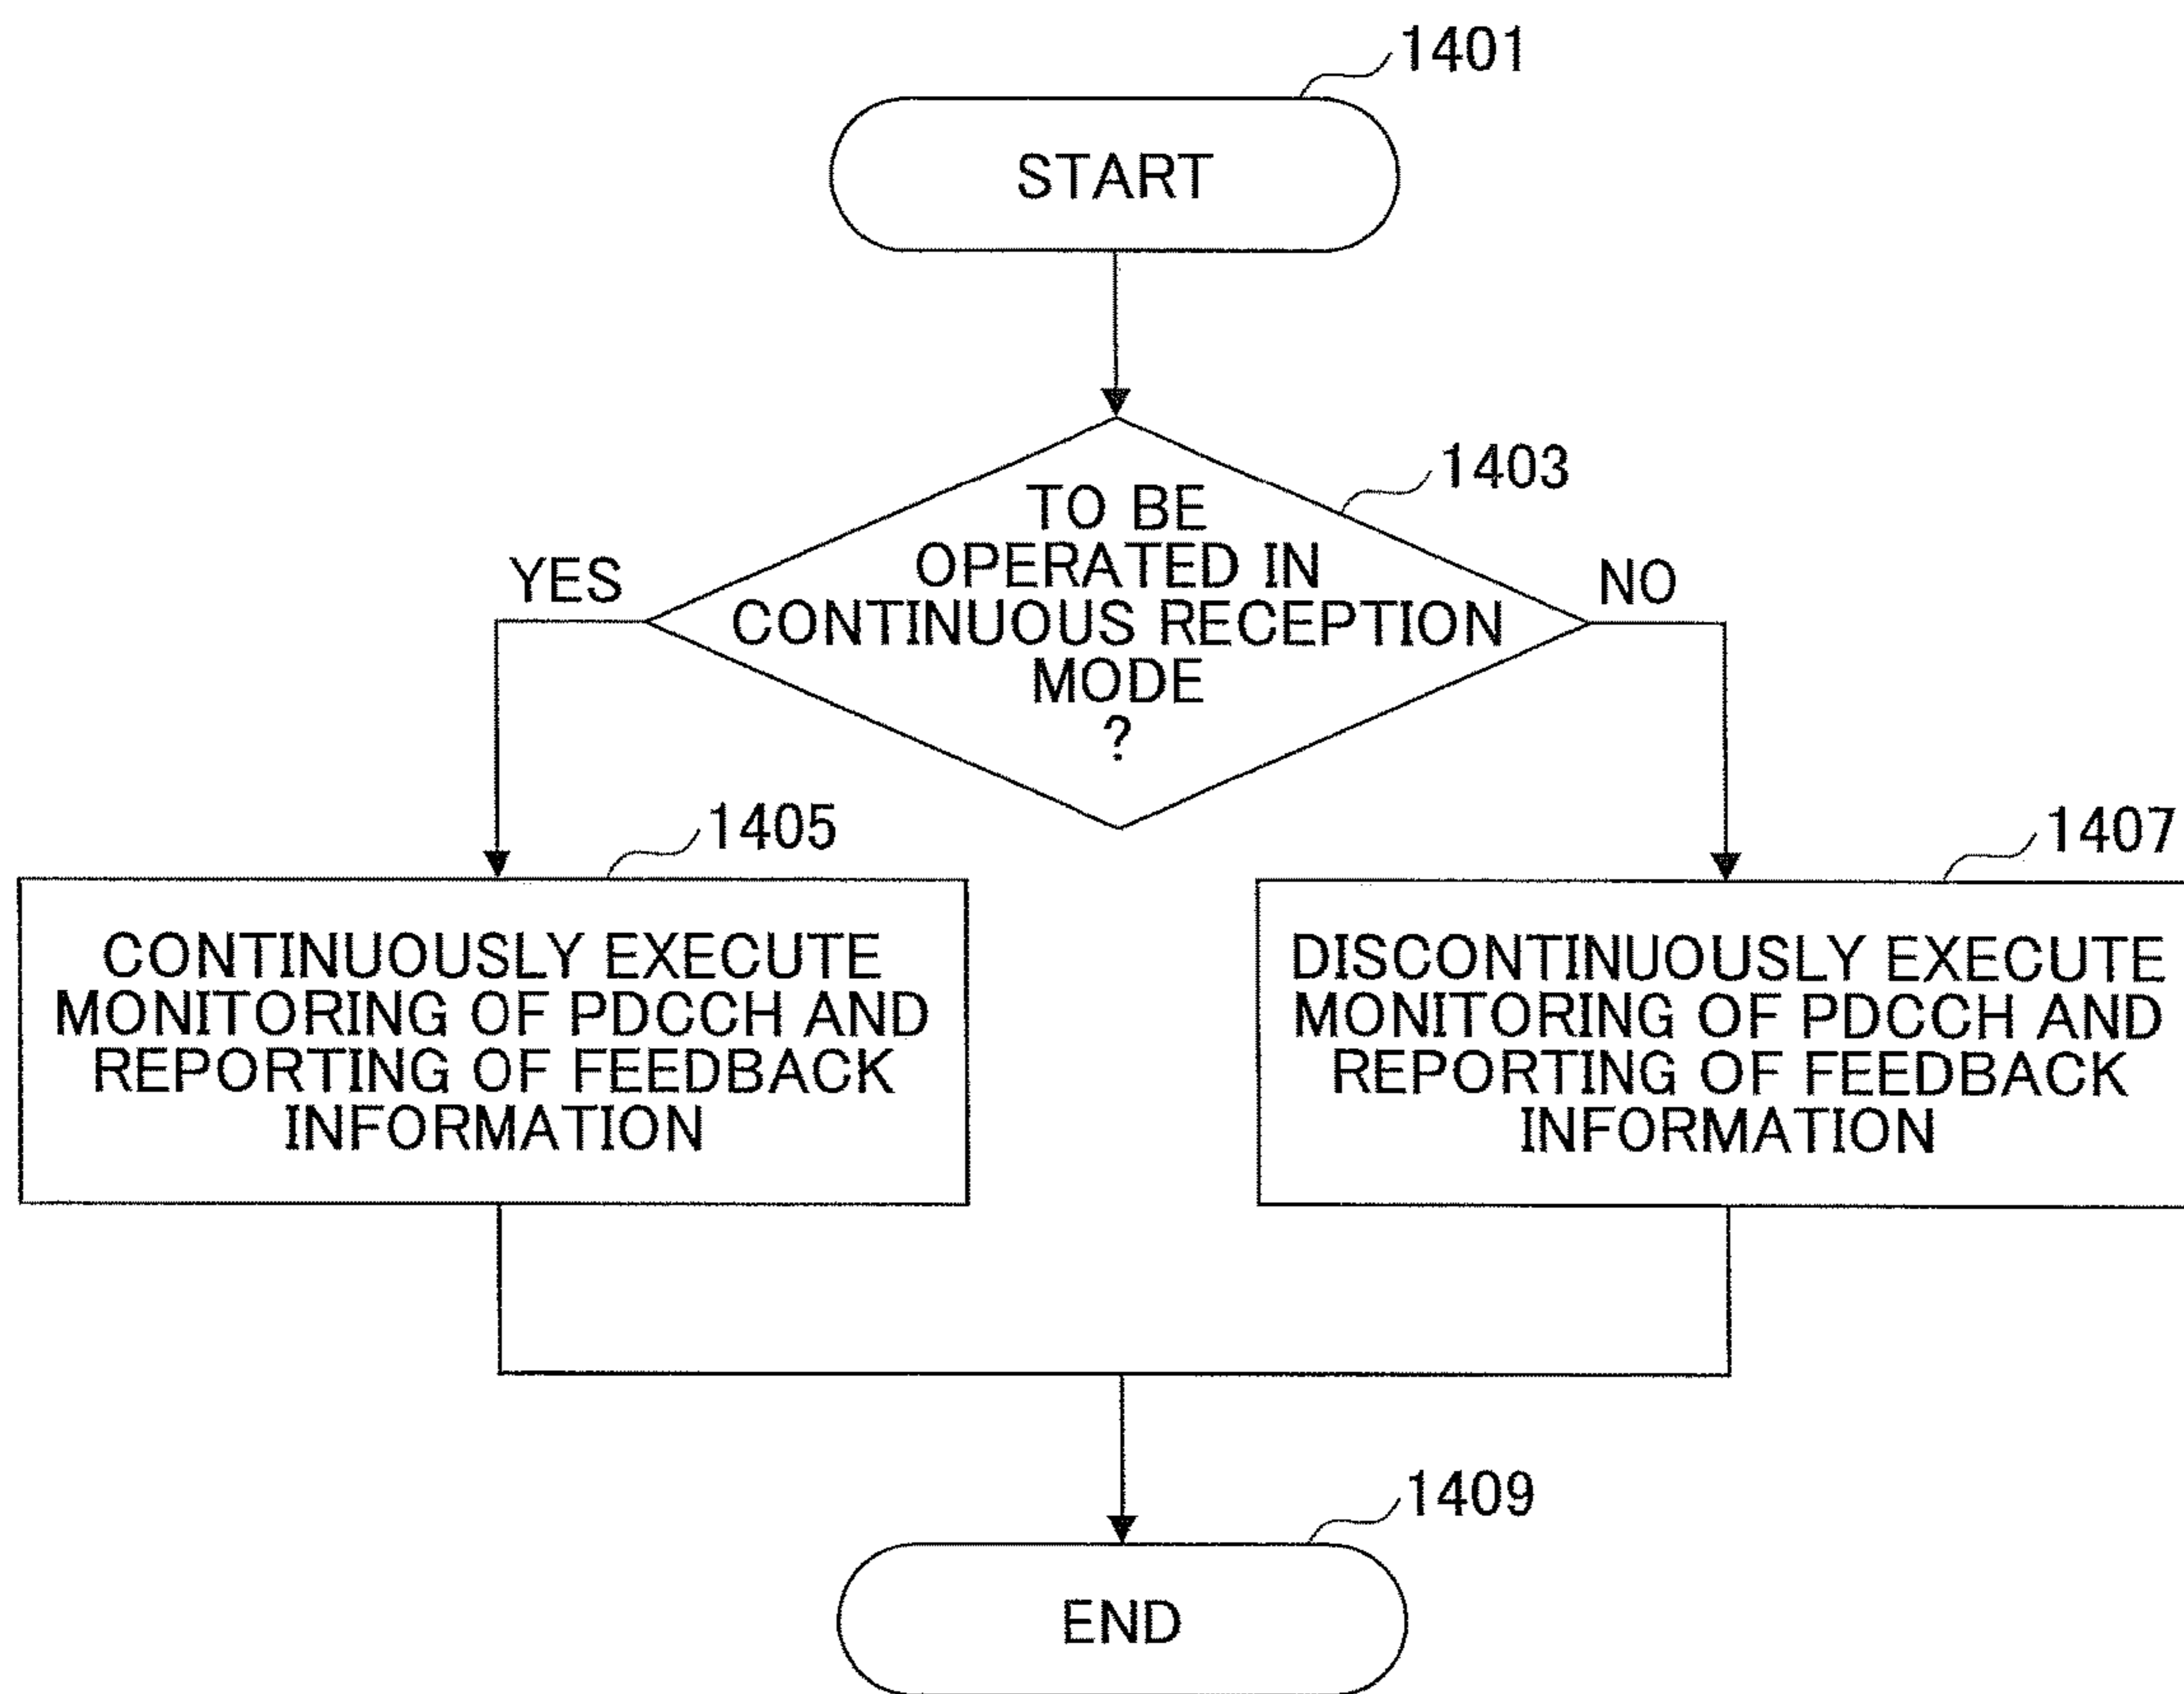 1401
START
1403
TO BE
OPERATED IN
CONTINUOUS RECEPTION
MODE
?
YES
NO
1405
CONTINUOUSLY EXECUTE
MONITORING OF PDCCH AND
REPORTING OF FEEDBACK
INFORMATION
1407
DISCONTINUOUSLY EXECUTE
MONITORING OF PDCCH AND
REPORTING OF FEEDBACK
INFORMATION
1409
END